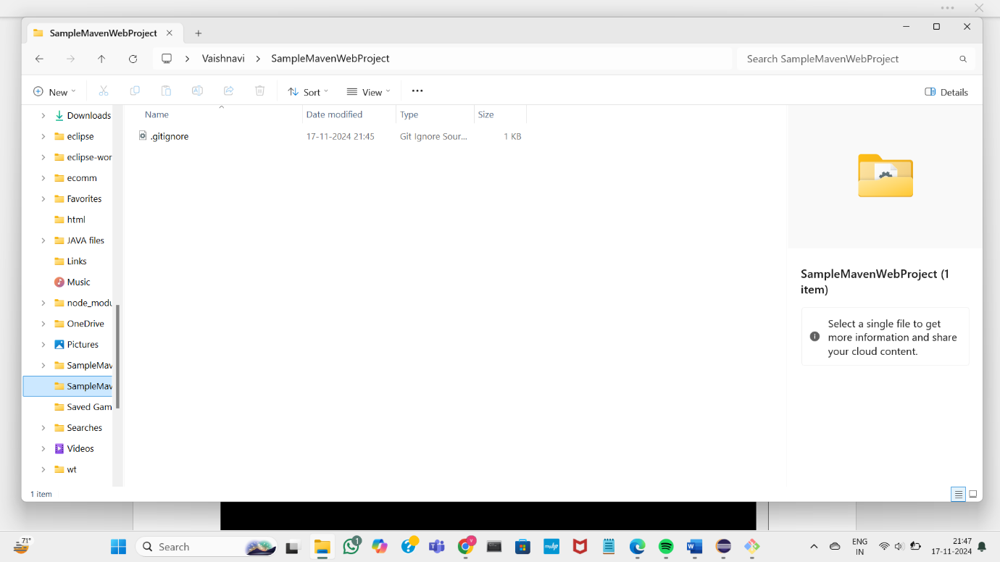 SampleMavenWebProject
Vaishnavi
SampleMavenWebProject
Search SampleMavenWebProject
New
Sort
View
Details
Downloads
eclipse
eclipse-wor
ecomm
Favorites
html
JAVA files
Links
Music
node_modu
OneDrive
Pictures
SampleMav
SampleMav
Saved Gam
Searches
Videos
wt
Name
Date modified
Type
Size
.gitignore
17-11-2024 21:45
Git Ignore Sour...
1 KB
SampleMavenWebProject (1
item)
Select a single file to get
more information and share
your cloud content.
1 item
71°
Search
1
ENG
IN
21:47
17-11-2024